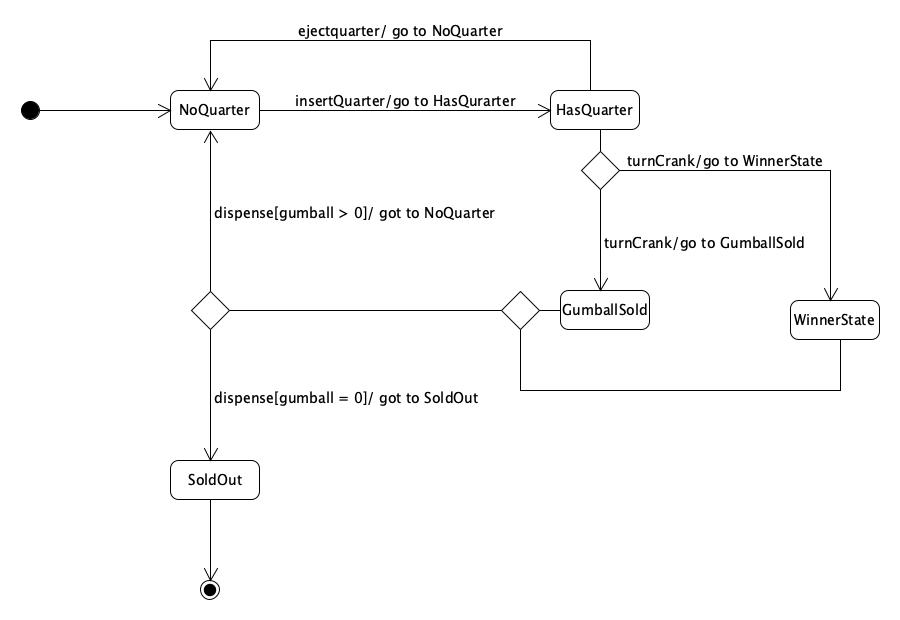 ejectquarter/ go to NoQuarter
NoQuarter
insertQuarter/go to HasQurarter
HasQuarter
turnCrank/go to WinnerState
dispense[gumball > 0]/ got to NoQuarter
turnCrank/go to GumballSold
GumballSold
WinnerState
dispense[gumball = 0]/ got to SoldOut
SoldOut